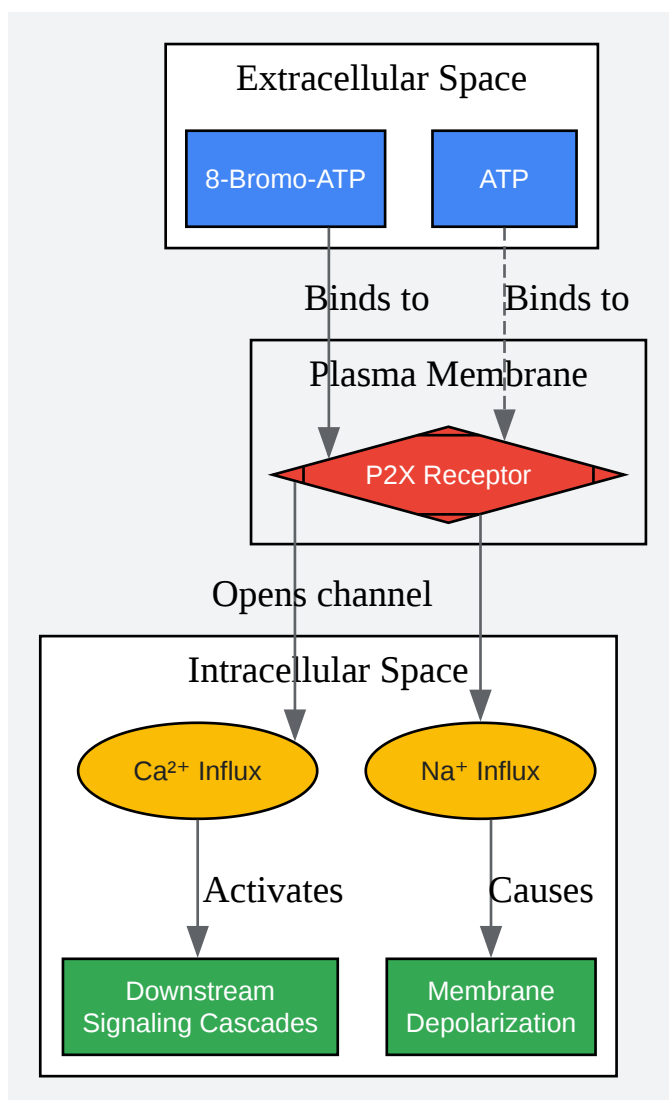 Extracellular Space
8-Bromo-ATP
ATP
Binds to
Binds to
Plasma Membrane
P2X Receptor
Opens channel
Intracellular Space
Ca²⁺ Influx
Na⁺ Influx
Activates
Causes
Downstream
Signaling Cascades
Membrane
Depolarization